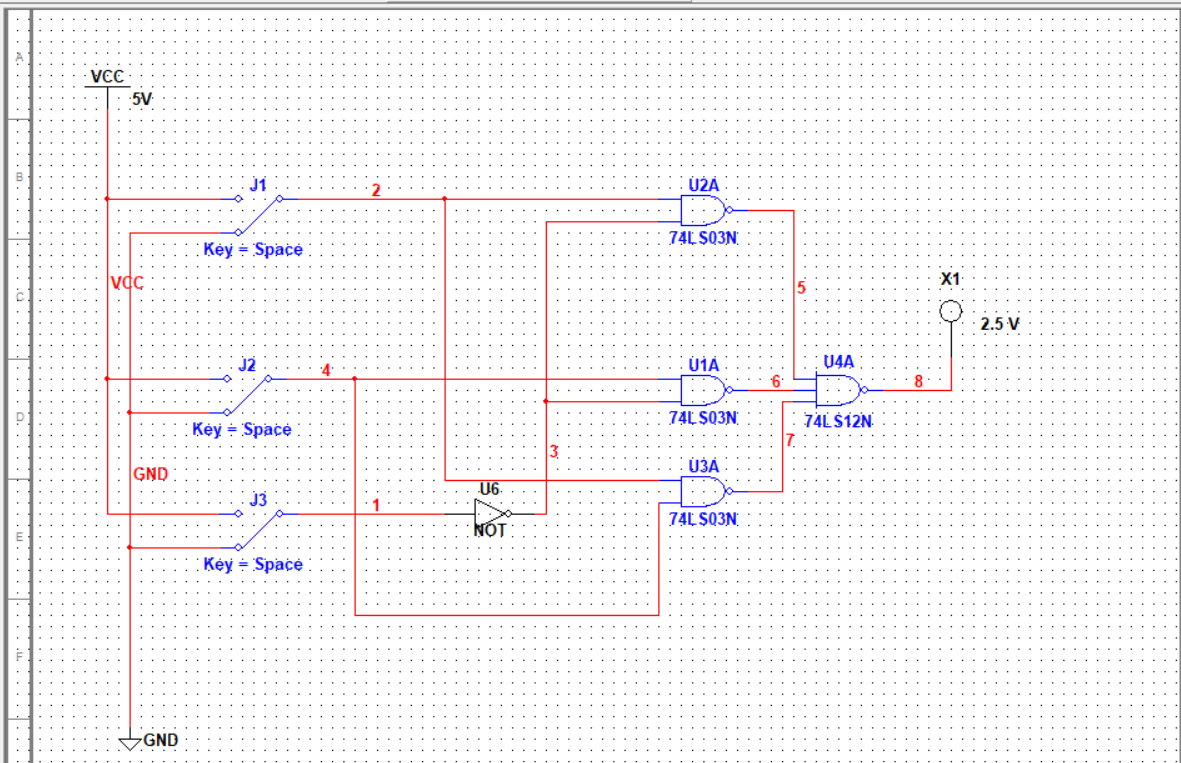 A
VCC
5V
B
J1
2
U2A
Key = Space
74LS03N
C
VCC
5
X1
2.5 V
J2
4
U1A
6
U4A
8
D
Key = Space
74LS03N
74LS12N
7
GND
3
U3A
J3
1
U6
NOT
74LS03N
E
Key = Space
F
GND